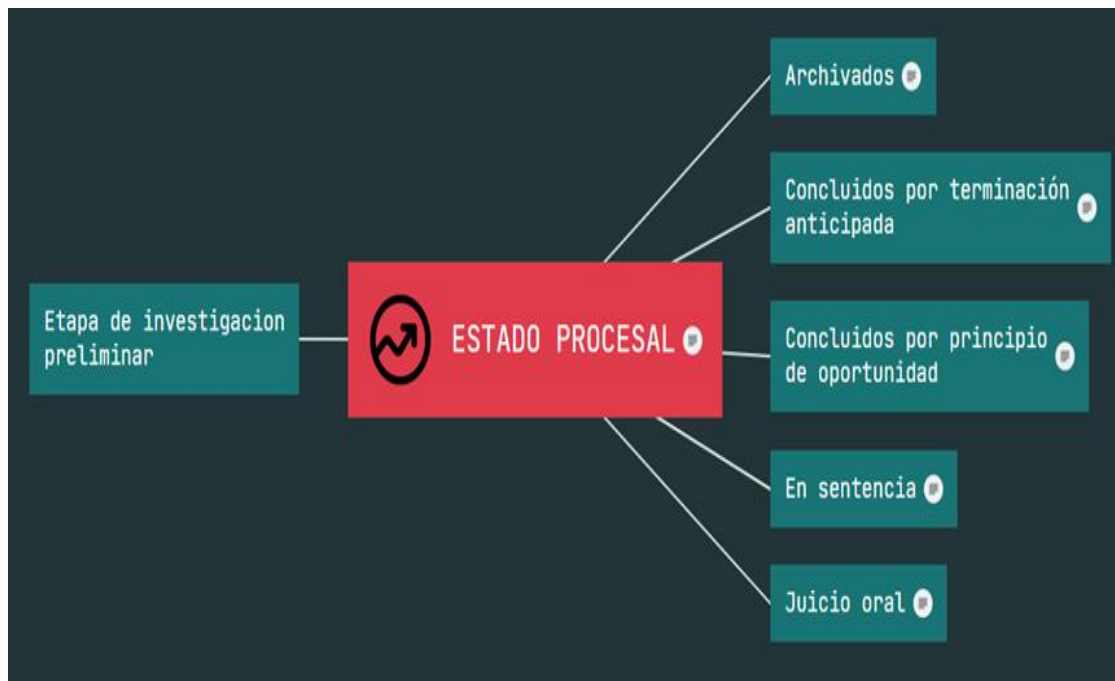 Archivados
Concluidos por terminación
anticipada
Etapa de investigacion
preliminar
ESTADO PROCESAL
Concluidos por principio
de oportunidad
En sentencia
Juicio oral